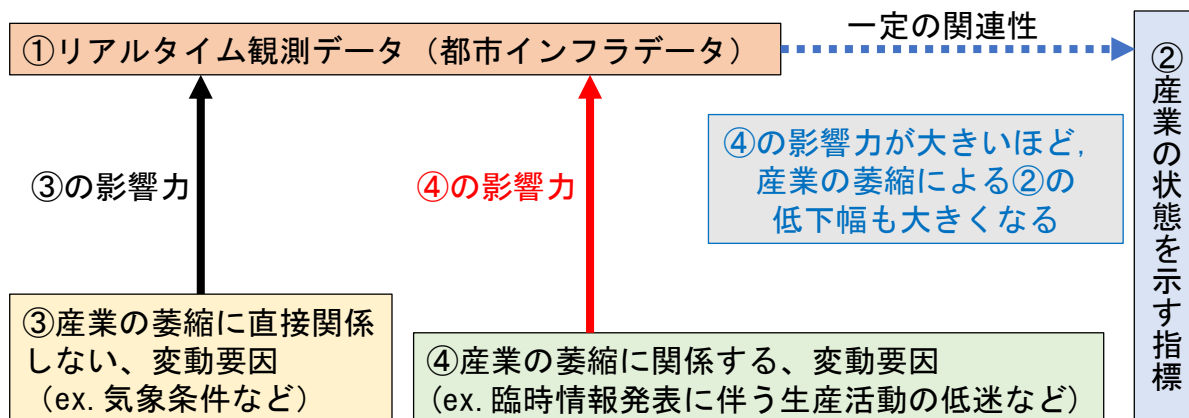 ①リアルタイム観測データ（都市インフラデータ）
一定の関連性
②産業の状態を示す指標
④の影響力が大きいほど,
産業の萎縮による②の
低下幅も大きくなる
③の影響力
④の影響力
③産業の萎縮に直接関係
しない、変動要因
（ex. 気象条件など）
④産業の萎縮に関係する、変動要因
（ex. 臨時情報発表に伴う生産活動の低迷など）